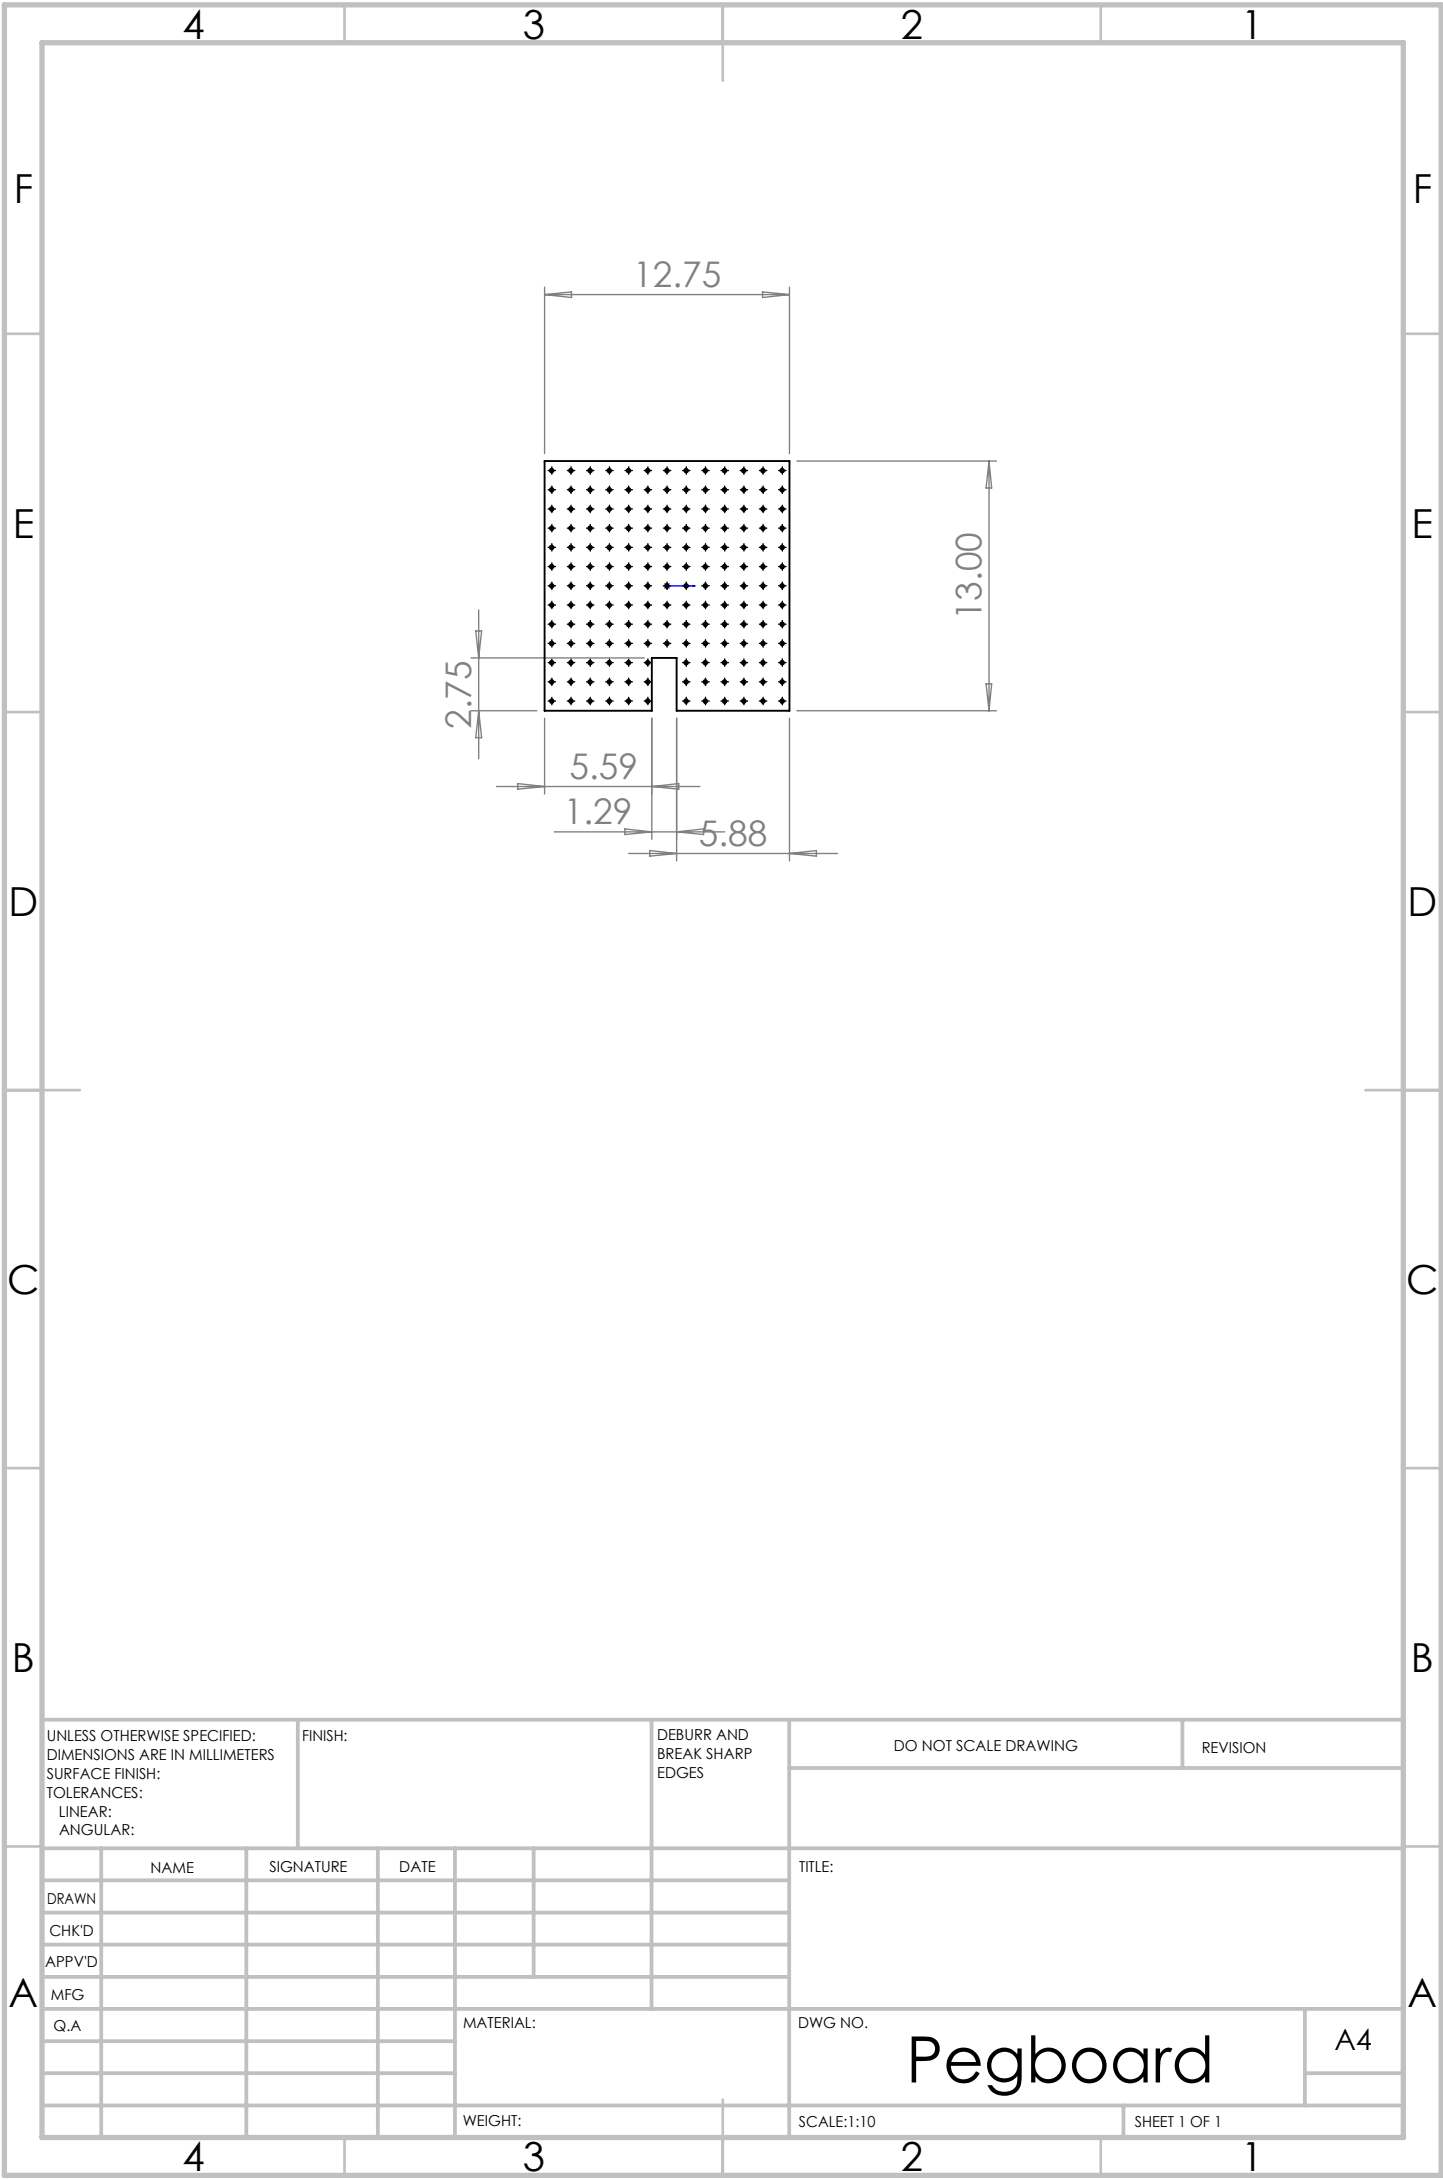 4 3 2 1
F F
12.75
E E
13.00
2.75
5.59
1.29
5.88
D D
C C
B B
UNLESS OTHERWISE SPECIFIED:
DIMENSIONS ARE IN MILLIMETERS
SURFACE FINISH:
TOLERANCES:
LINEAR:
ANGULAR:
FINISH:
DEBURR AND
BREAK SHARP
EDGES
DO NOT SCALE DRAWING
REVISION
NAME SIGNATURE DATE
TITLE:
DRAWN
CHK'D
APPV'D
MFG
A A
Q.A
MATERIAL:
DWG NO.
Pegboard
A4
WEIGHT:
SCALE:1:10
SHEET 1 OF 1
4 3 2 1